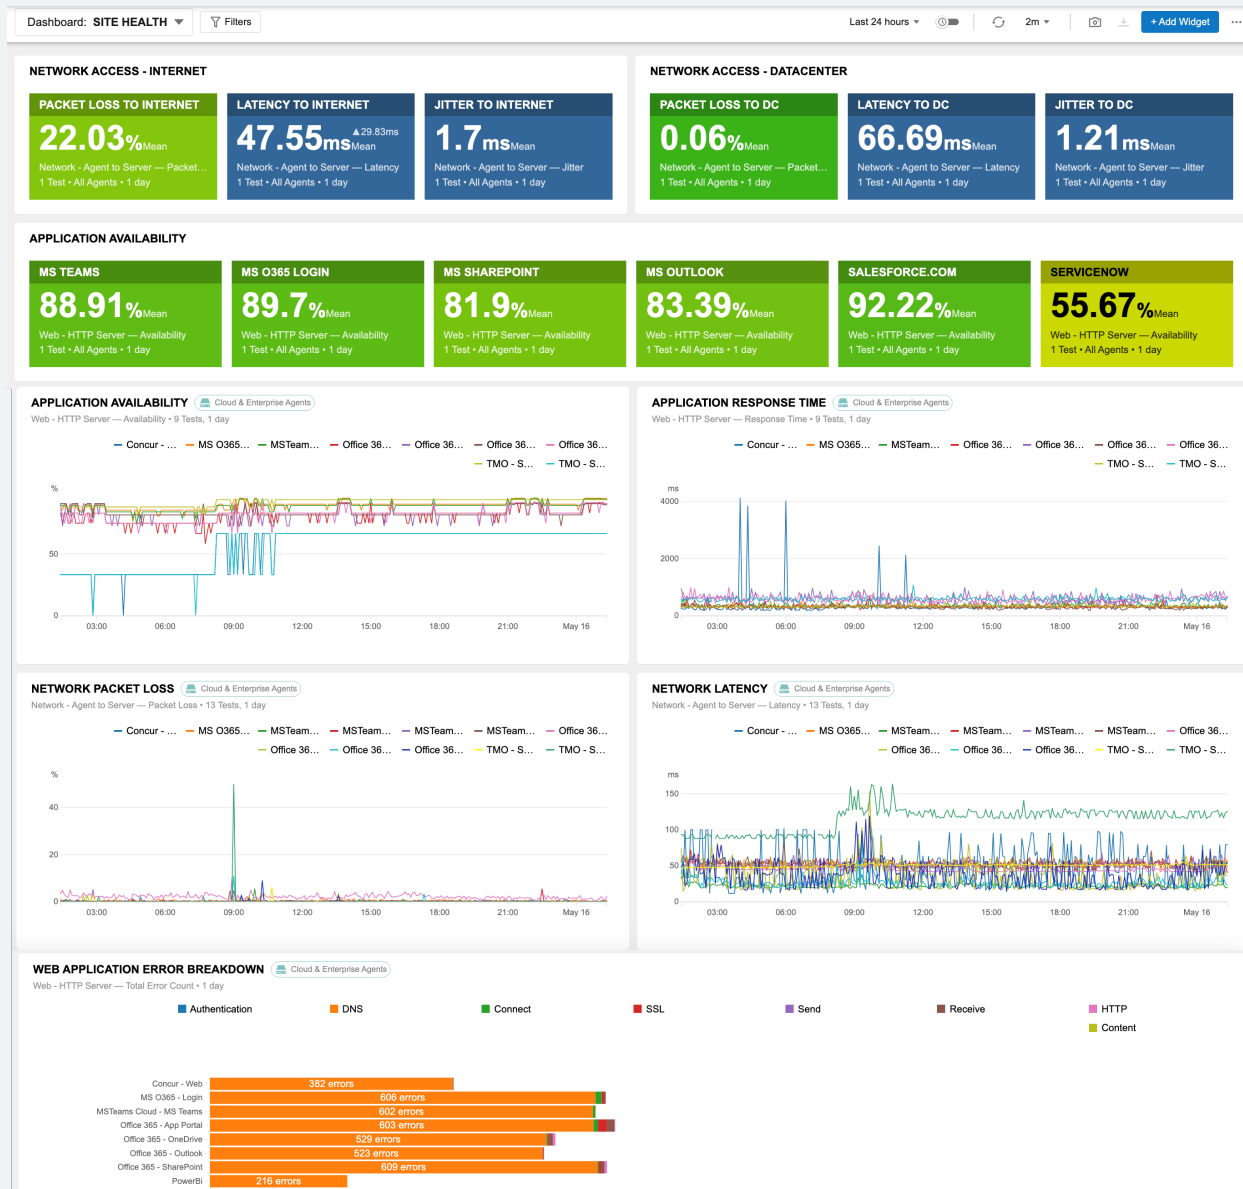 Dashboard: SITE HEALTH
Filters
Last 24 hours
2m
+ Add Widget
NETWORK ACCESS - INTERNET
PACKET LOSS TO INTERNET
22.03%Mean
Network - Agent to Server — Packet...
1 Test • All Agents • 1 day
LATENCY TO INTERNET
▲29.83ms
47.55msMean
Network - Agent to Server — Latency
1 Test • All Agents • 1 day
JITTER TO INTERNET
1.7msMean
Network - Agent to Server — Jitter
1 Test • All Agents • 1 day
NETWORK ACCESS - DATACENTER
PACKET LOSS TO DC
0.06%Mean
Network - Agent to Server — Packet...
1 Test • All Agents • 1 day
LATENCY TO DC
66.69msMean
Network - Agent to Server — Latency
1 Test • All Agents • 1 day
JITTER TO DC
1.21msMean
Network - Agent to Server — Jitter
1 Test • All Agents • 1 day
APPLICATION AVAILABILITY
MS TEAMS
88.91%Mean
Web - HTTP Server — Availability
1 Test • All Agents • 1 day
MS O365 LOGIN
89.7%Mean
Web - HTTP Server — Availability
1 Test • All Agents • 1 day
MS SHAREPOINT
81.9%Mean
Web - HTTP Server — Availability
1 Test • All Agents • 1 day
MS OUTLOOK
83.39%Mean
Web - HTTP Server — Availability
1 Test • All Agents • 1 day
SALESFORCE.COM
92.22%Mean
Web - HTTP Server — Availability
1 Test • All Agents • 1 day
SERVICENOW
55.67%Mean
Web - HTTP Server — Availability
1 Test • All Agents • 1 day
APPLICATION AVAILABILITY Cloud & Enterprise Agents
Web - HTTP Server — Availability • 9 Tests, 1 day
Concur - ... MS O365... MSTeam... Office 36... Office 36... Office 36... Office 36...
TMO - S... TMO - S...
%
50
0
03:00 06:00 09:00 12:00 15:00 18:00 21:00 May 16
APPLICATION RESPONSE TIME Cloud & Enterprise Agents
Web - HTTP Server — Response Time • 9 Tests, 1 day
Concur - ... MS O365... MSTeam... Office 36... Office 36... Office 36... Office 36...
TMO - S... TMO - S...
ms
4000
2000
0
03:00 06:00 09:00 12:00 15:00 18:00 21:00 May 16
NETWORK PACKET LOSS Cloud & Enterprise Agents
Network - Agent to Server — Packet Loss • 13 Tests, 1 day
Concur - ... MS O365... MSTeam... MSTeam... MSTeam... MSTeam... Office 36...
Office 36... Office 36... Office 36... TMO - S... TMO - S...
%
40
20
0
03:00 06:00 09:00 12:00 15:00 18:00 21:00 May 16
NETWORK LATENCY Cloud & Enterprise Agents
Network - Agent to Server — Latency • 13 Tests, 1 day
Concur - ... MS O365... MSTeam... MSTeam... MSTeam... MSTeam... Office 36...
Office 36... Office 36... Office 36... TMO - S... TMO - S...
ms
150
100
50
0
03:00 06:00 09:00 12:00 15:00 18:00 21:00 May 16
WEB APPLICATION ERROR BREAKDOWN Cloud & Enterprise Agents
Web - HTTP Server — Total Error Count • 1 day
Authentication DNS Connect SSL Send Receive HTTP
Content
Concur - Web 382 errors
MS O365 - Login 606 errors
MSTeams Cloud - MS Teams 602 errors
Office 365 - App Portal 603 errors
Office 365 - OneDrive 529 errors
Office 365 - Outlook 523 errors
Office 365 - SharePoint 609 errors
PowerBi 216 errors